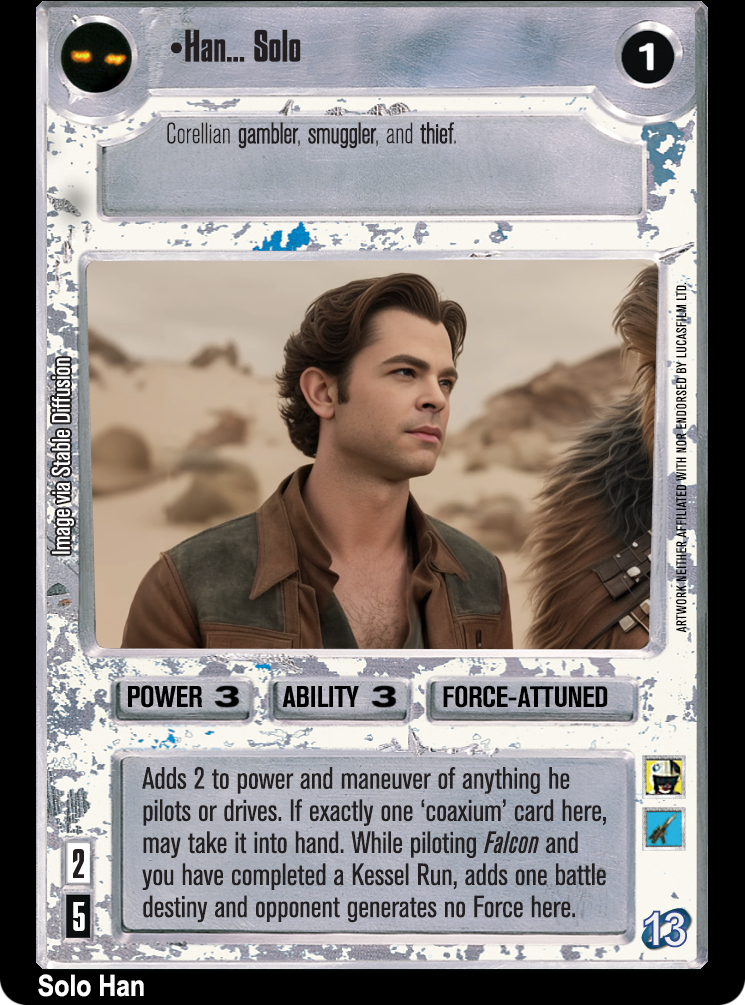 •Han... Solo
1
Corellian gambler, smuggler, and thief.
Image via Stable Diffusion
ARTWORK NEITHER AFFILIATED WITH NOR ENDORSED BY LUCASFILM LTD.
POWER 3
ABILITY 3
FORCE-ATTUNED
Adds 2 to power and maneuver of anything he
pilots or drives. If exactly one ‘coaxium’ card here,
may take it into hand. While piloting Falcon and
you have completed a Kessel Run, adds one battle
destiny and opponent generates no Force here.
2
5
13
Solo Han